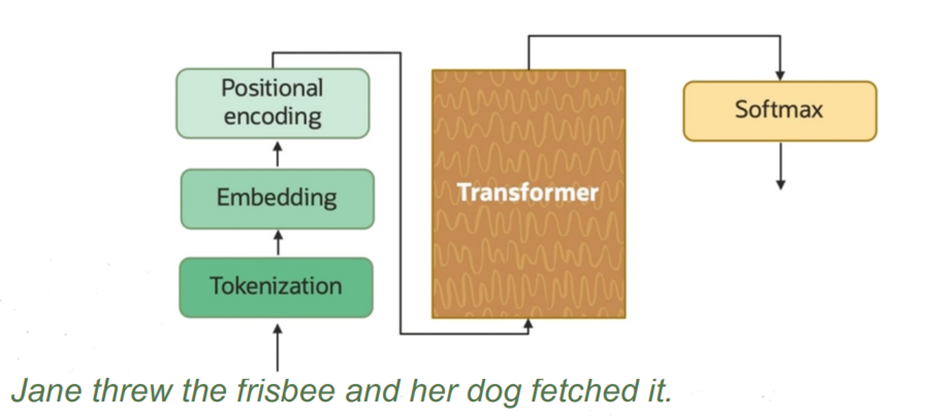 Positional
encoding
Embedding
Tokenization
Transformer
Softmax
Jane threw the frisbee and her dog fetched it.